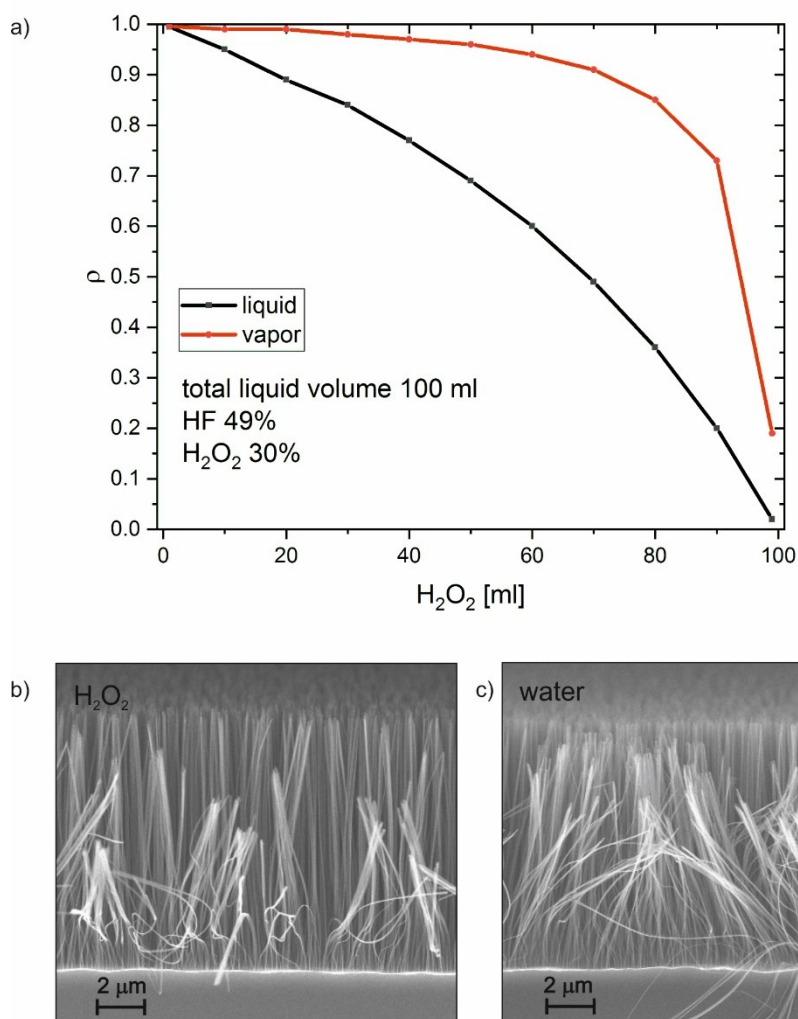 a)
1.0
0.9
0.8
0.7
0.6
0.5
0.4
0.3
0.2
0.1
0.0
ρ
liquid
vapor
total liquid volume 100 ml
HF 49%
H₂O₂ 30%
0 20 40 60 80 100
H₂O₂ [ml]
b) H₂O₂
2 μm
c) water
2 μm